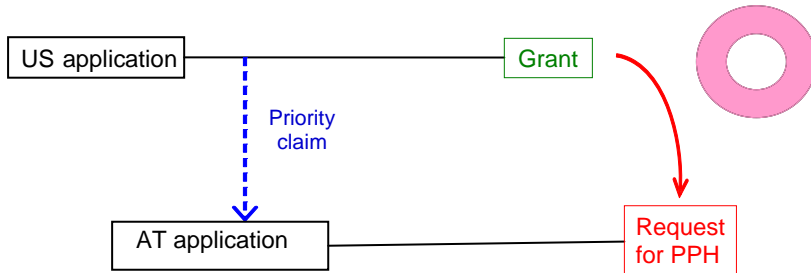 US application
Grant
Priority
claim
AT application
Request
for PPH